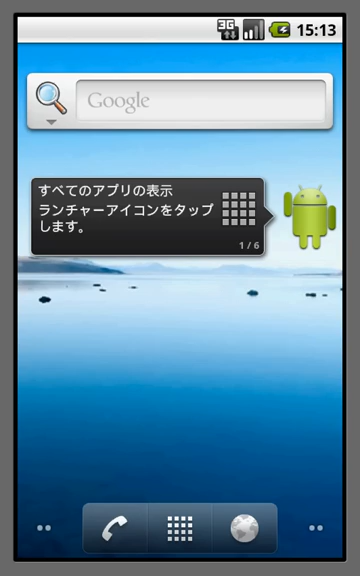 3G
15:13
Google
すべてのアプリの表示
ランチャーアイコンをタップ
します。
1 / 6